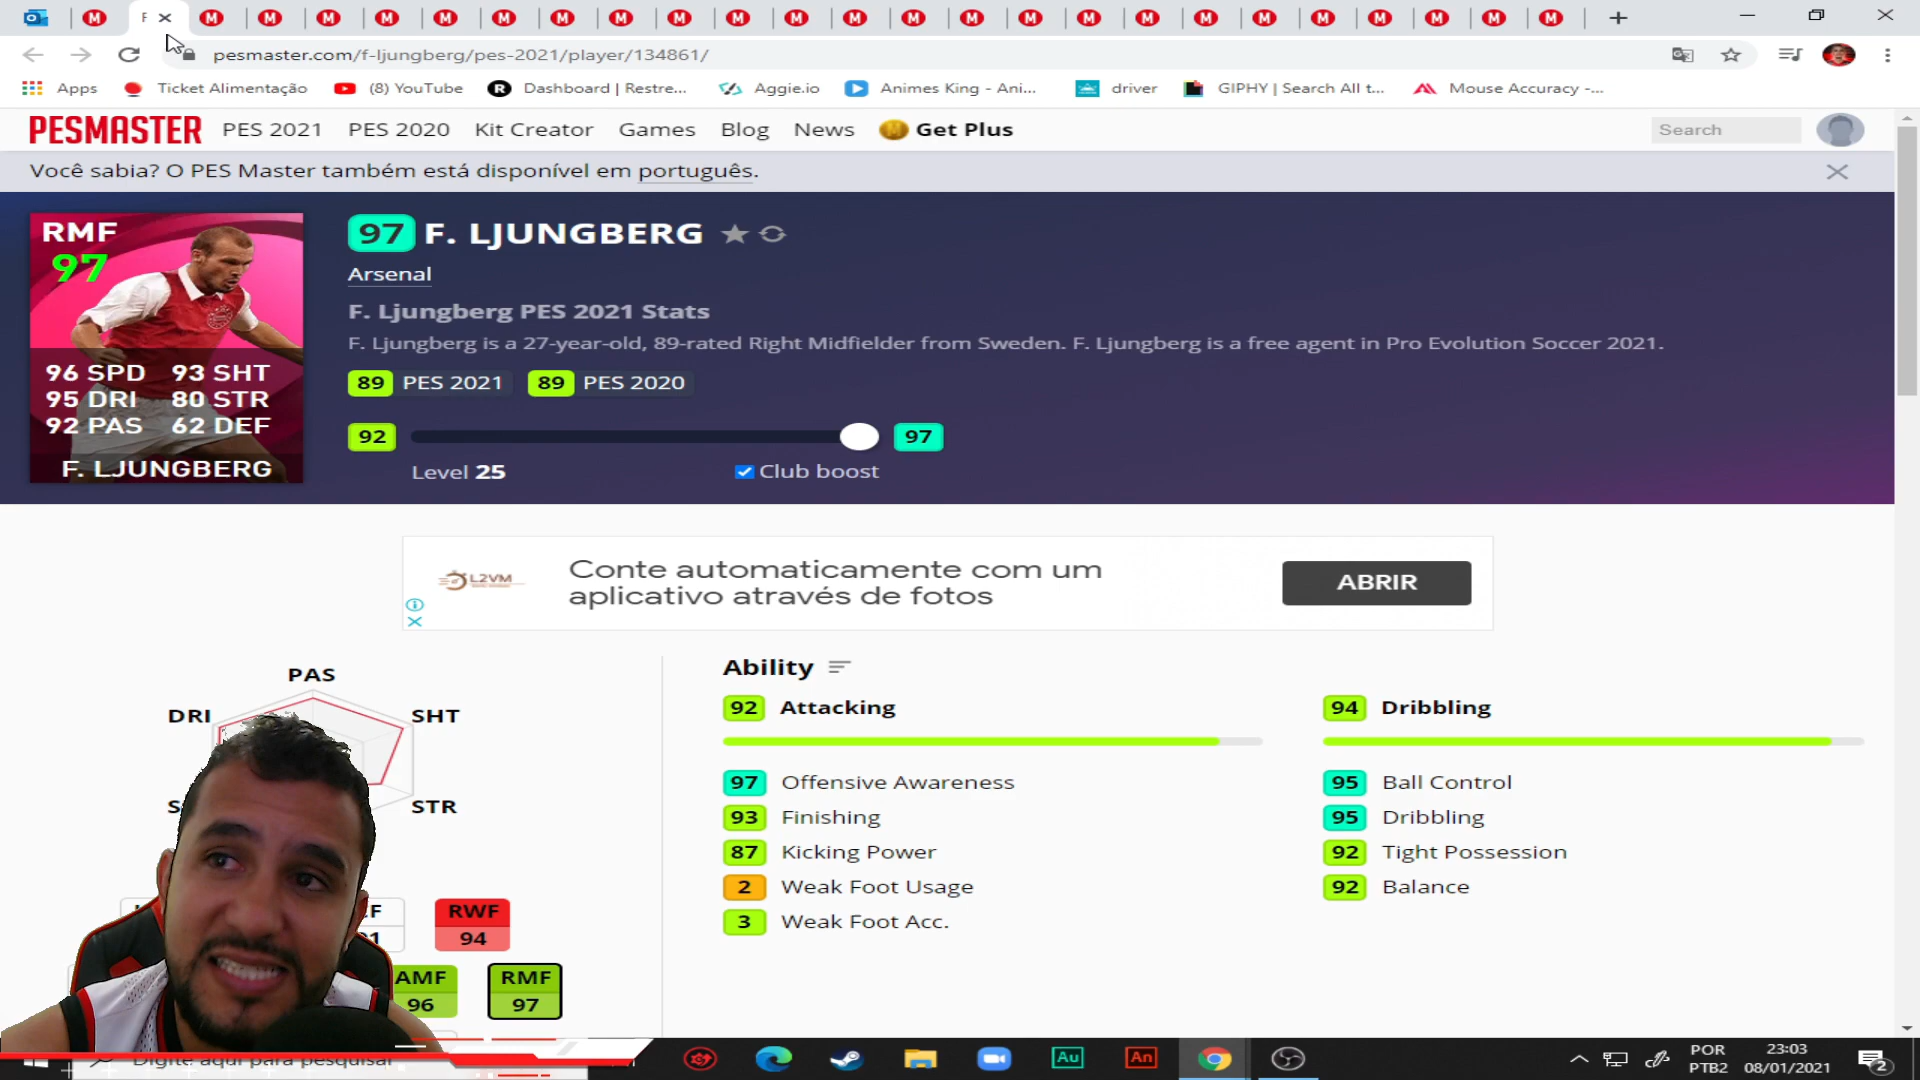 pesmaster.com/f-ljungberg/pes-2021/player/134861/
Apps Ticket Alimentação (8) YouTube Dashboard | Restre... Aggie.io Animes King - Ani... driver GIPHY | Search All t... Mouse Accuracy -...
PESMASTER PES 2021 PES 2020 Kit Creator Games Blog News Get Plus Search
Você sabia? O PES Master também está disponível em português.
RMF
97
96 SPD 93 SHT
95 DRI 80 STR
92 PAS 62 DEF
F. LJUNGBERG
97 F. LJUNGBERG
Arsenal
F. Ljungberg PES 2021 Stats
F. Ljungberg is a 27-year-old, 89-rated Right Midfielder from Sweden. F. Ljungberg is a free agent in Pro Evolution Soccer 2021.
89 PES 2021 89 PES 2020
92 97
Level 25 Club boost
L2VM
Conte automaticamente com um
aplicativo através de fotos
ABRIR
PAS
DRI SHT
STR
RWF
94
AMF RMF
96 97
Ability
92 Attacking
97 Offensive Awareness
93 Finishing
87 Kicking Power
2 Weak Foot Usage
3 Weak Foot Acc.
94 Dribbling
95 Ball Control
95 Dribbling
92 Tight Possession
92 Balance
Digite aqui para pesquisar
Au An
POR
PTB2
23:03
08/01/2021
2